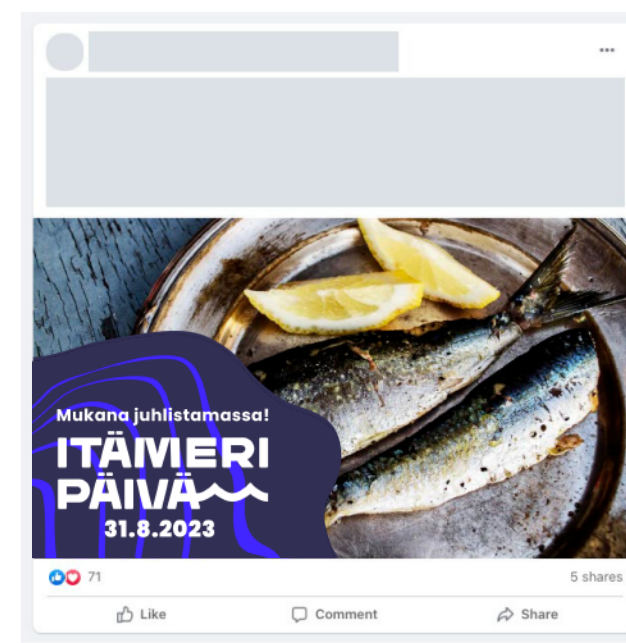 Mukana juhlistamassa!
ITÄMERI
PÄIVÄ
31.8.2023
71
5 shares
Like
Comment
Share